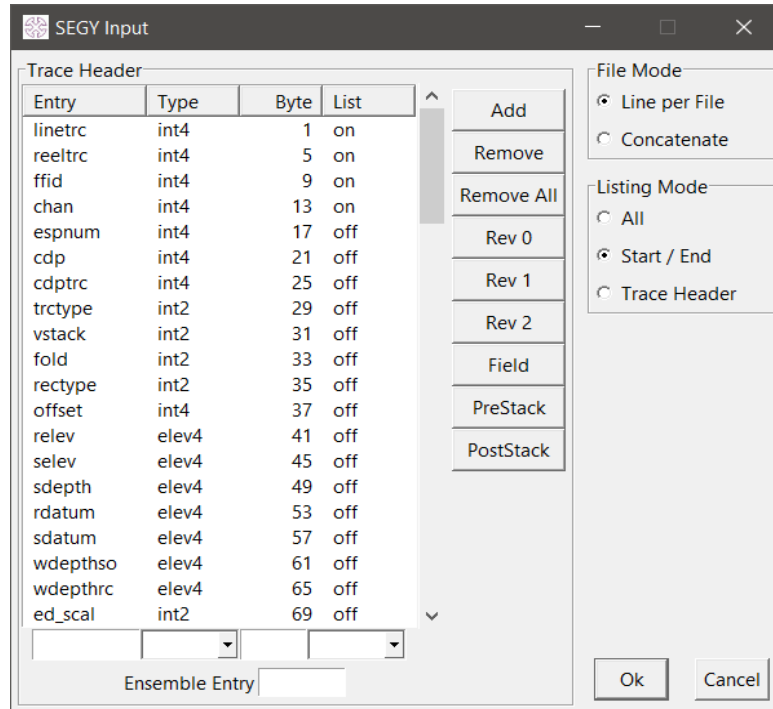 SEGY Input
Trace Header
Entry Type Byte List
linetrc int4 1 on
reeltrc int4 5 on
ffid int4 9 on
chan int4 13 on
espnum int4 17 off
cdp int4 21 off
cdptrc int4 25 off
trctype int2 29 off
vstack int2 31 off
fold int2 33 off
rectype int2 35 off
offset int4 37 off
relev elev4 41 off
selev elev4 45 off
sdepth elev4 49 off
rdatum elev4 53 off
sdatum elev4 57 off
wdepthso elev4 61 off
wdepthrc elev4 65 off
ed_scal int2 69 off
Ensemble Entry
Add
Remove
Remove All
Rev 0
Rev 1
Rev 2
Field
PreStack
PostStack
File Mode
Line per File
Concatenate
Listing Mode
All
Start / End
Trace Header
Ok Cancel